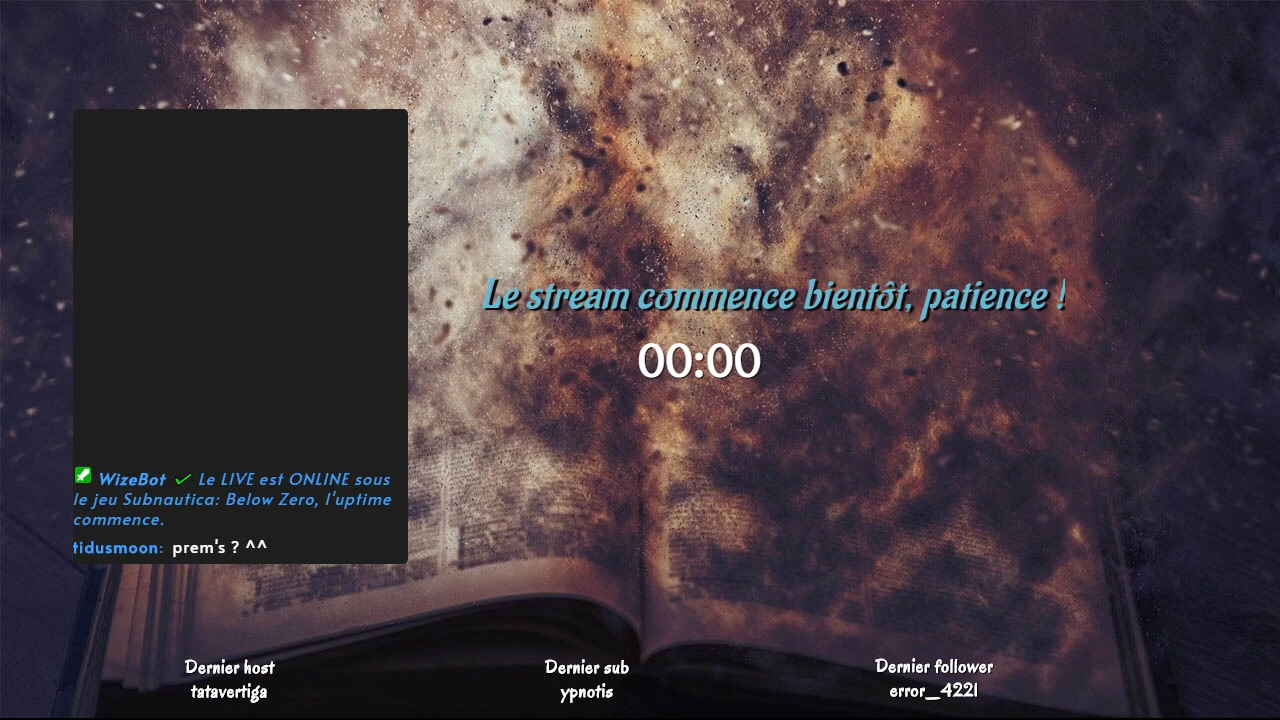 Le stream commence bientôt, patience !
00:00
WizeBot ✓ Le LIVE est ONLINE sous
le jeu Subnautica: Below Zero, l'uptime
commence.
tidusmoon: prem's ? ^^
Dernier host
tatavertiga
Dernier sub
ypnotis
Dernier follower
error_4221